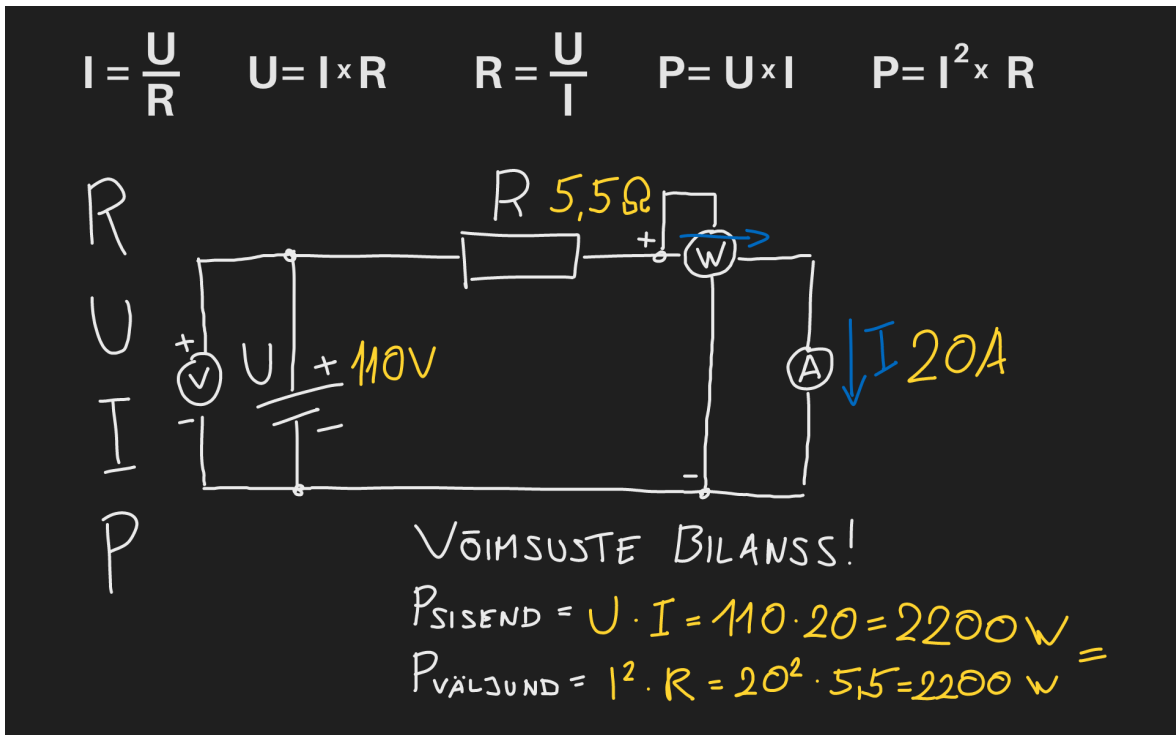 I = U/R U= I × R R = U/I P= U × I P= I² × R
R 5,5Ω
R
U
I
P
+ W
+ V - U + 110V -
A I 20A
-
VÕIMSUSTE BILANSS!
PSISEND = U · I = 110 · 20 = 2200 W
PVÄLJUND = I² · R = 20² · 5,5 = 2200 W =